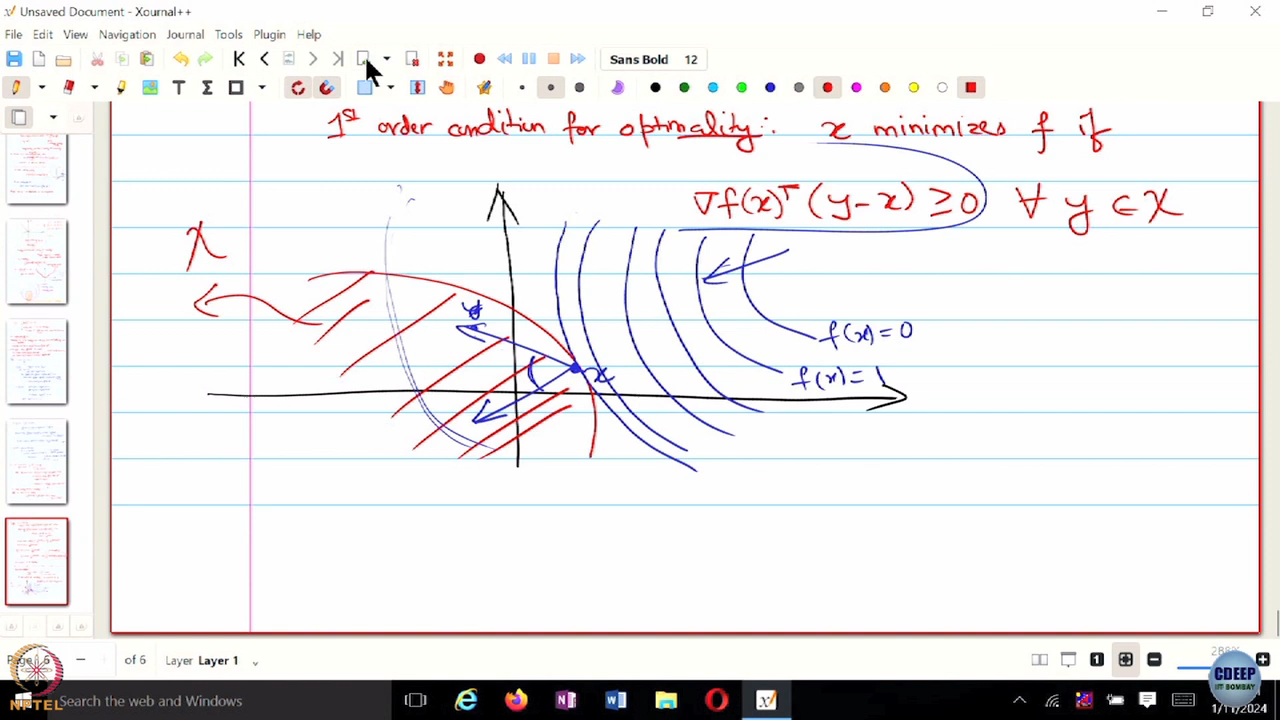 Unsaved Document - Xournal++
File Edit View Navigation Journal Tools Plugin Help
Sans Bold 12
1st order condition for optimality: x minimizes f if
∇f(x)ᵀ(y-x) ≥ 0 ∀ y ∈ X
X
f(x)=0
x
f(x)=1
of 6 Layer Layer 1
288%
CDEEP
IIT BOMBAY
Search the web and Windows
NPTEL
1/11/2024